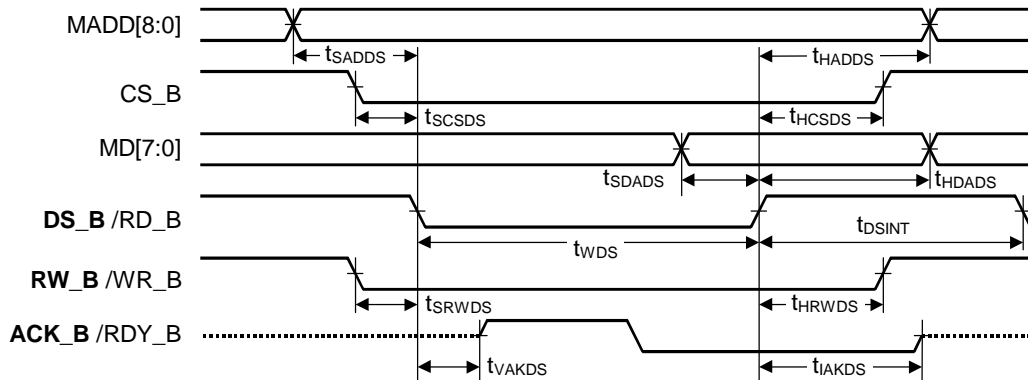 MADD[8:0]
tSADDS tHADDS
CS_B
tSCSDS tHCSDS
MD[7:0]
tSDADS tHDADS
DS_B /RD_B
tWDS tDSINT
RW_B /WR_B
tSRWDS tHRWDS
ACK_B /RDY_B
tVAKDS tIAKDS